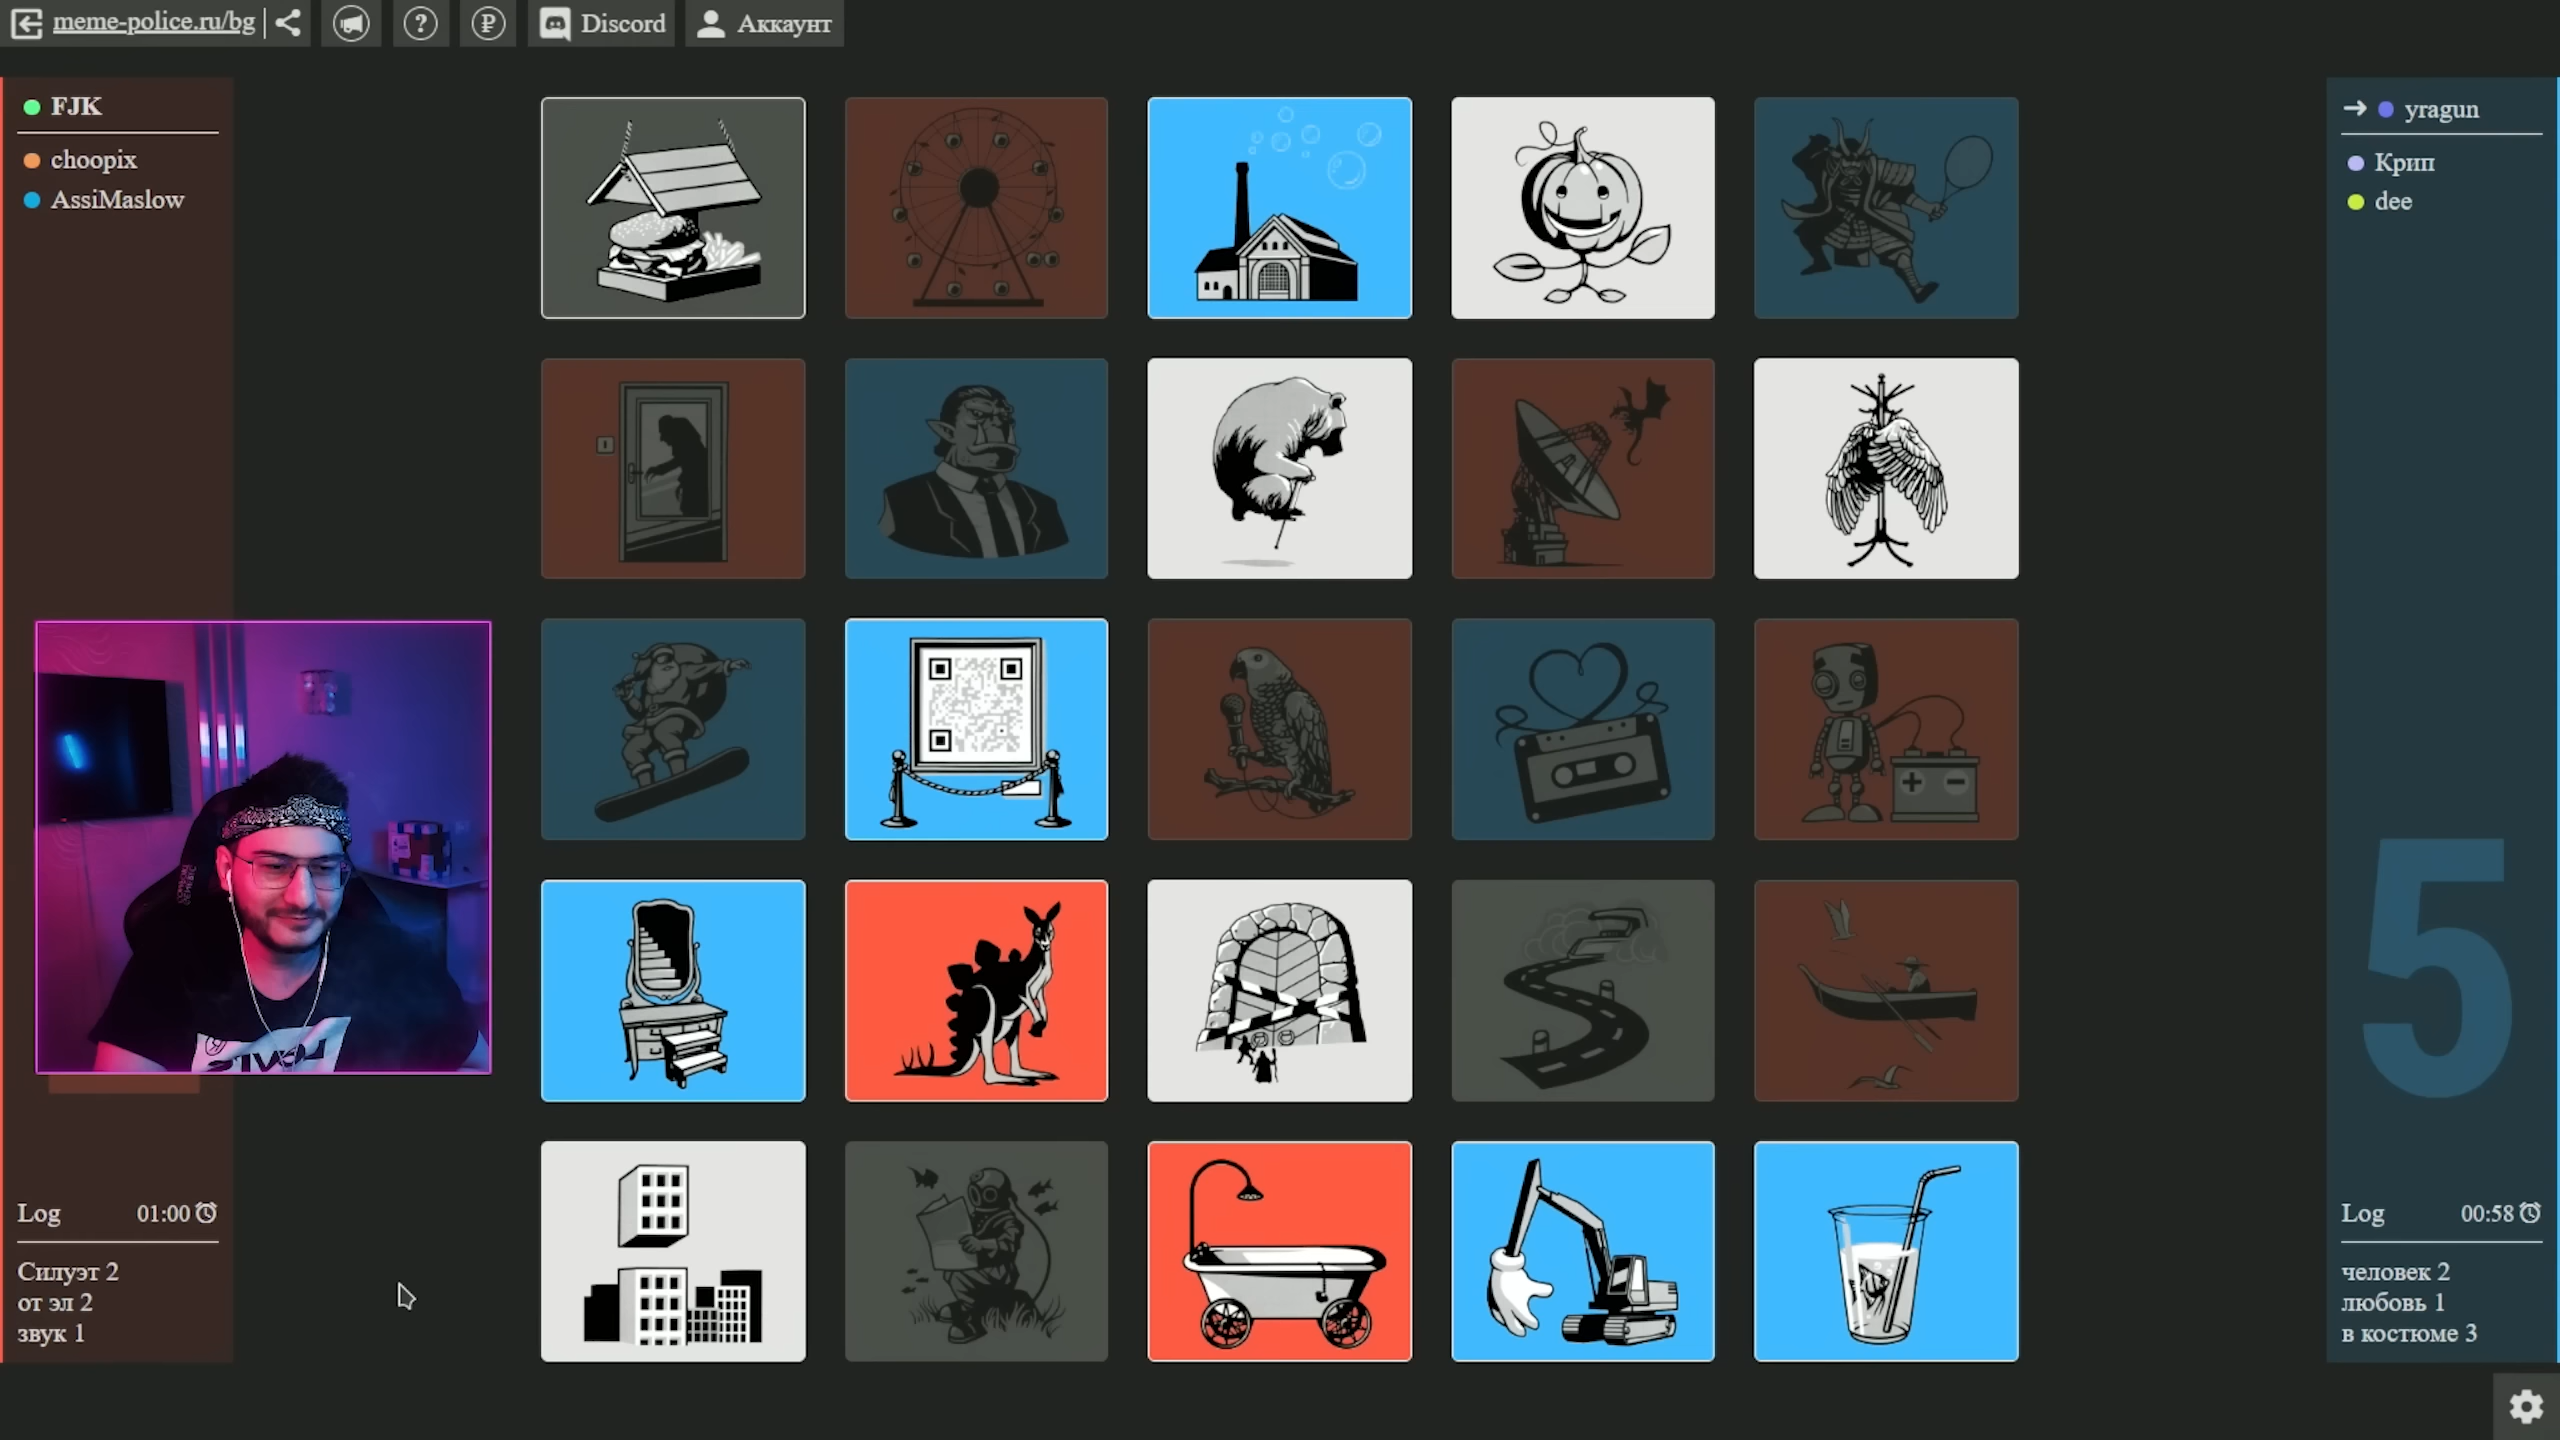 meme-police.ru/bg
Discord
Аккаунт
FJK
choopix
AssiMaslow
yragun
Крип
dee
5
Log 01:00
Силуэт 2
от эл 2
звук 1
Log 00:58
человек 2
любовь 1
в костюме 3